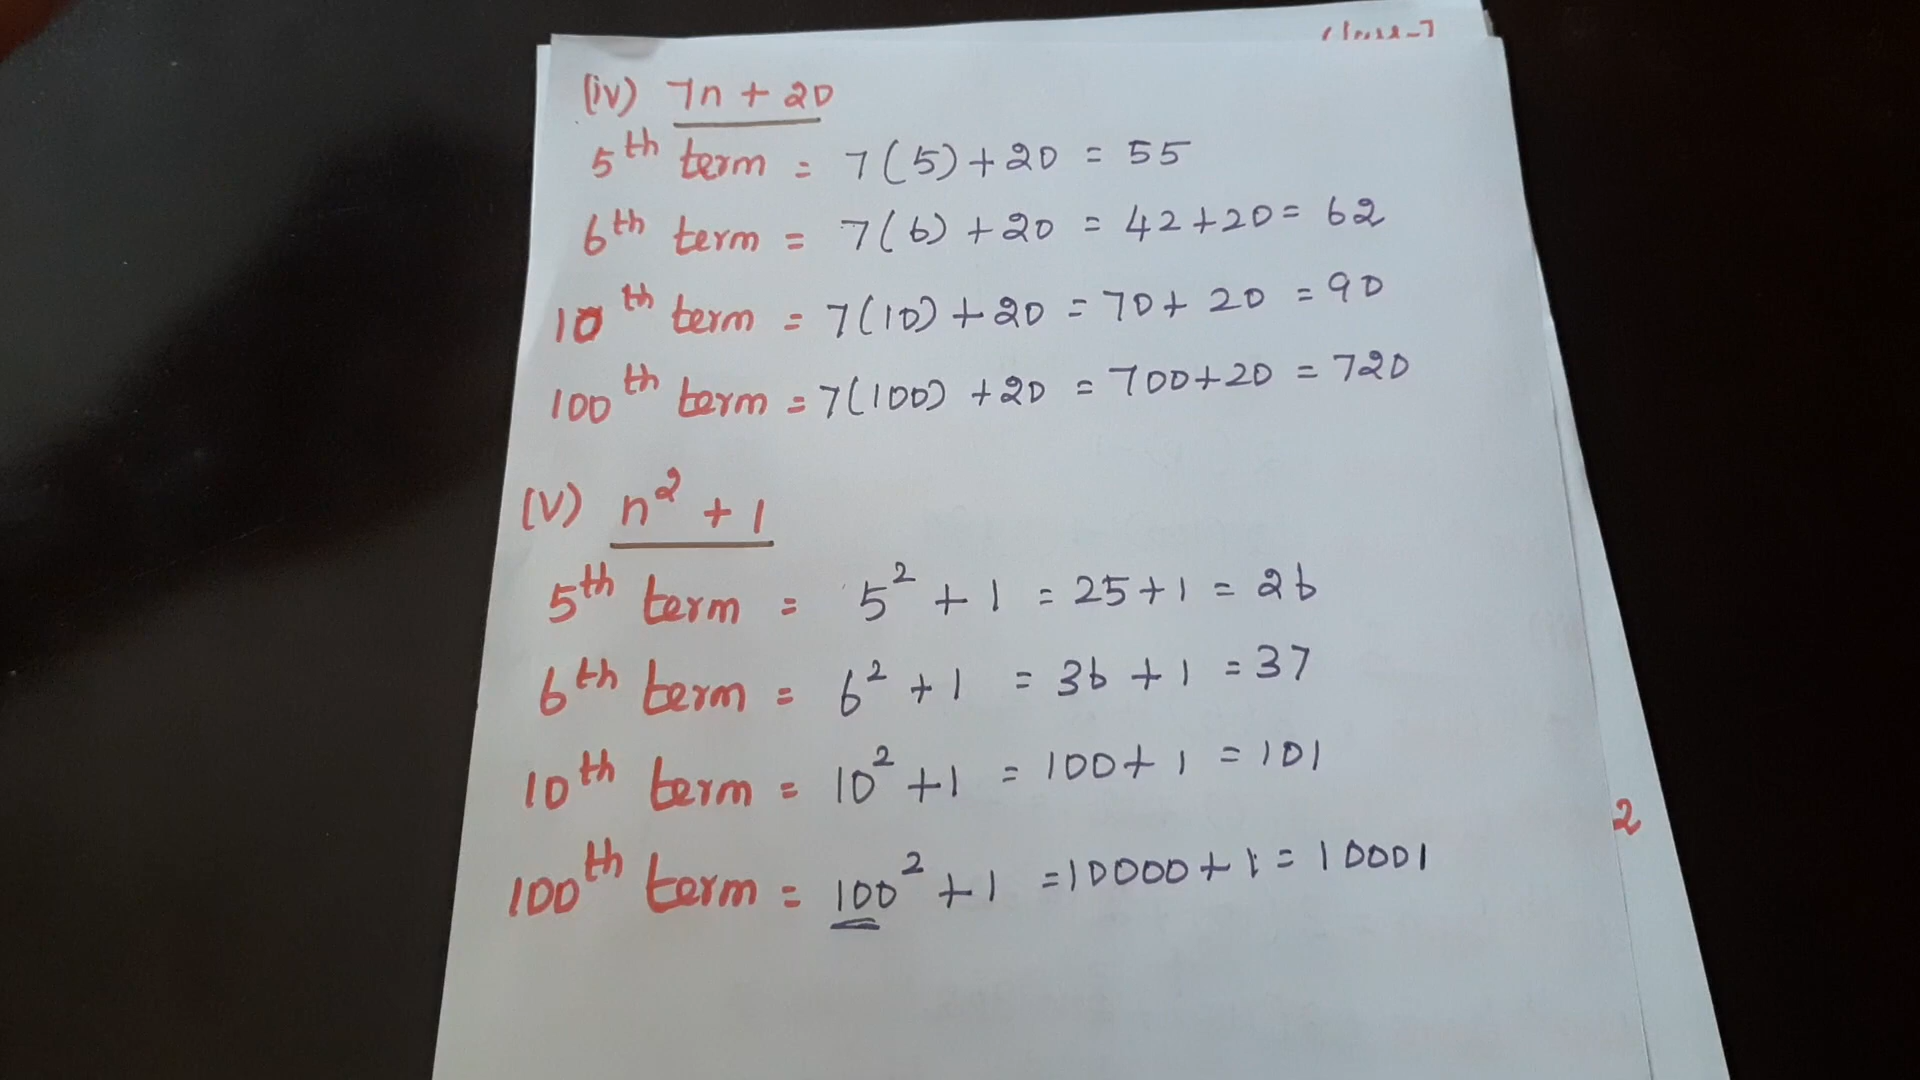 (iv) 7n + 20
5th term = 7(5)+20 = 55
6th term = 7(6)+20 = 42+20= 62
10th term = 7(10)+20 = 70+ 20 = 90
100th term = 7(100) +20 = 700+20 = 720
(V) n² + 1
5th term = 5² + 1 = 25+1 = 26
6th term = 6² + 1 = 36 + 1 = 37
10th term = 10² +1 = 100+ 1 = 101
100th term = 100² +1 =10000+1= 10001
2